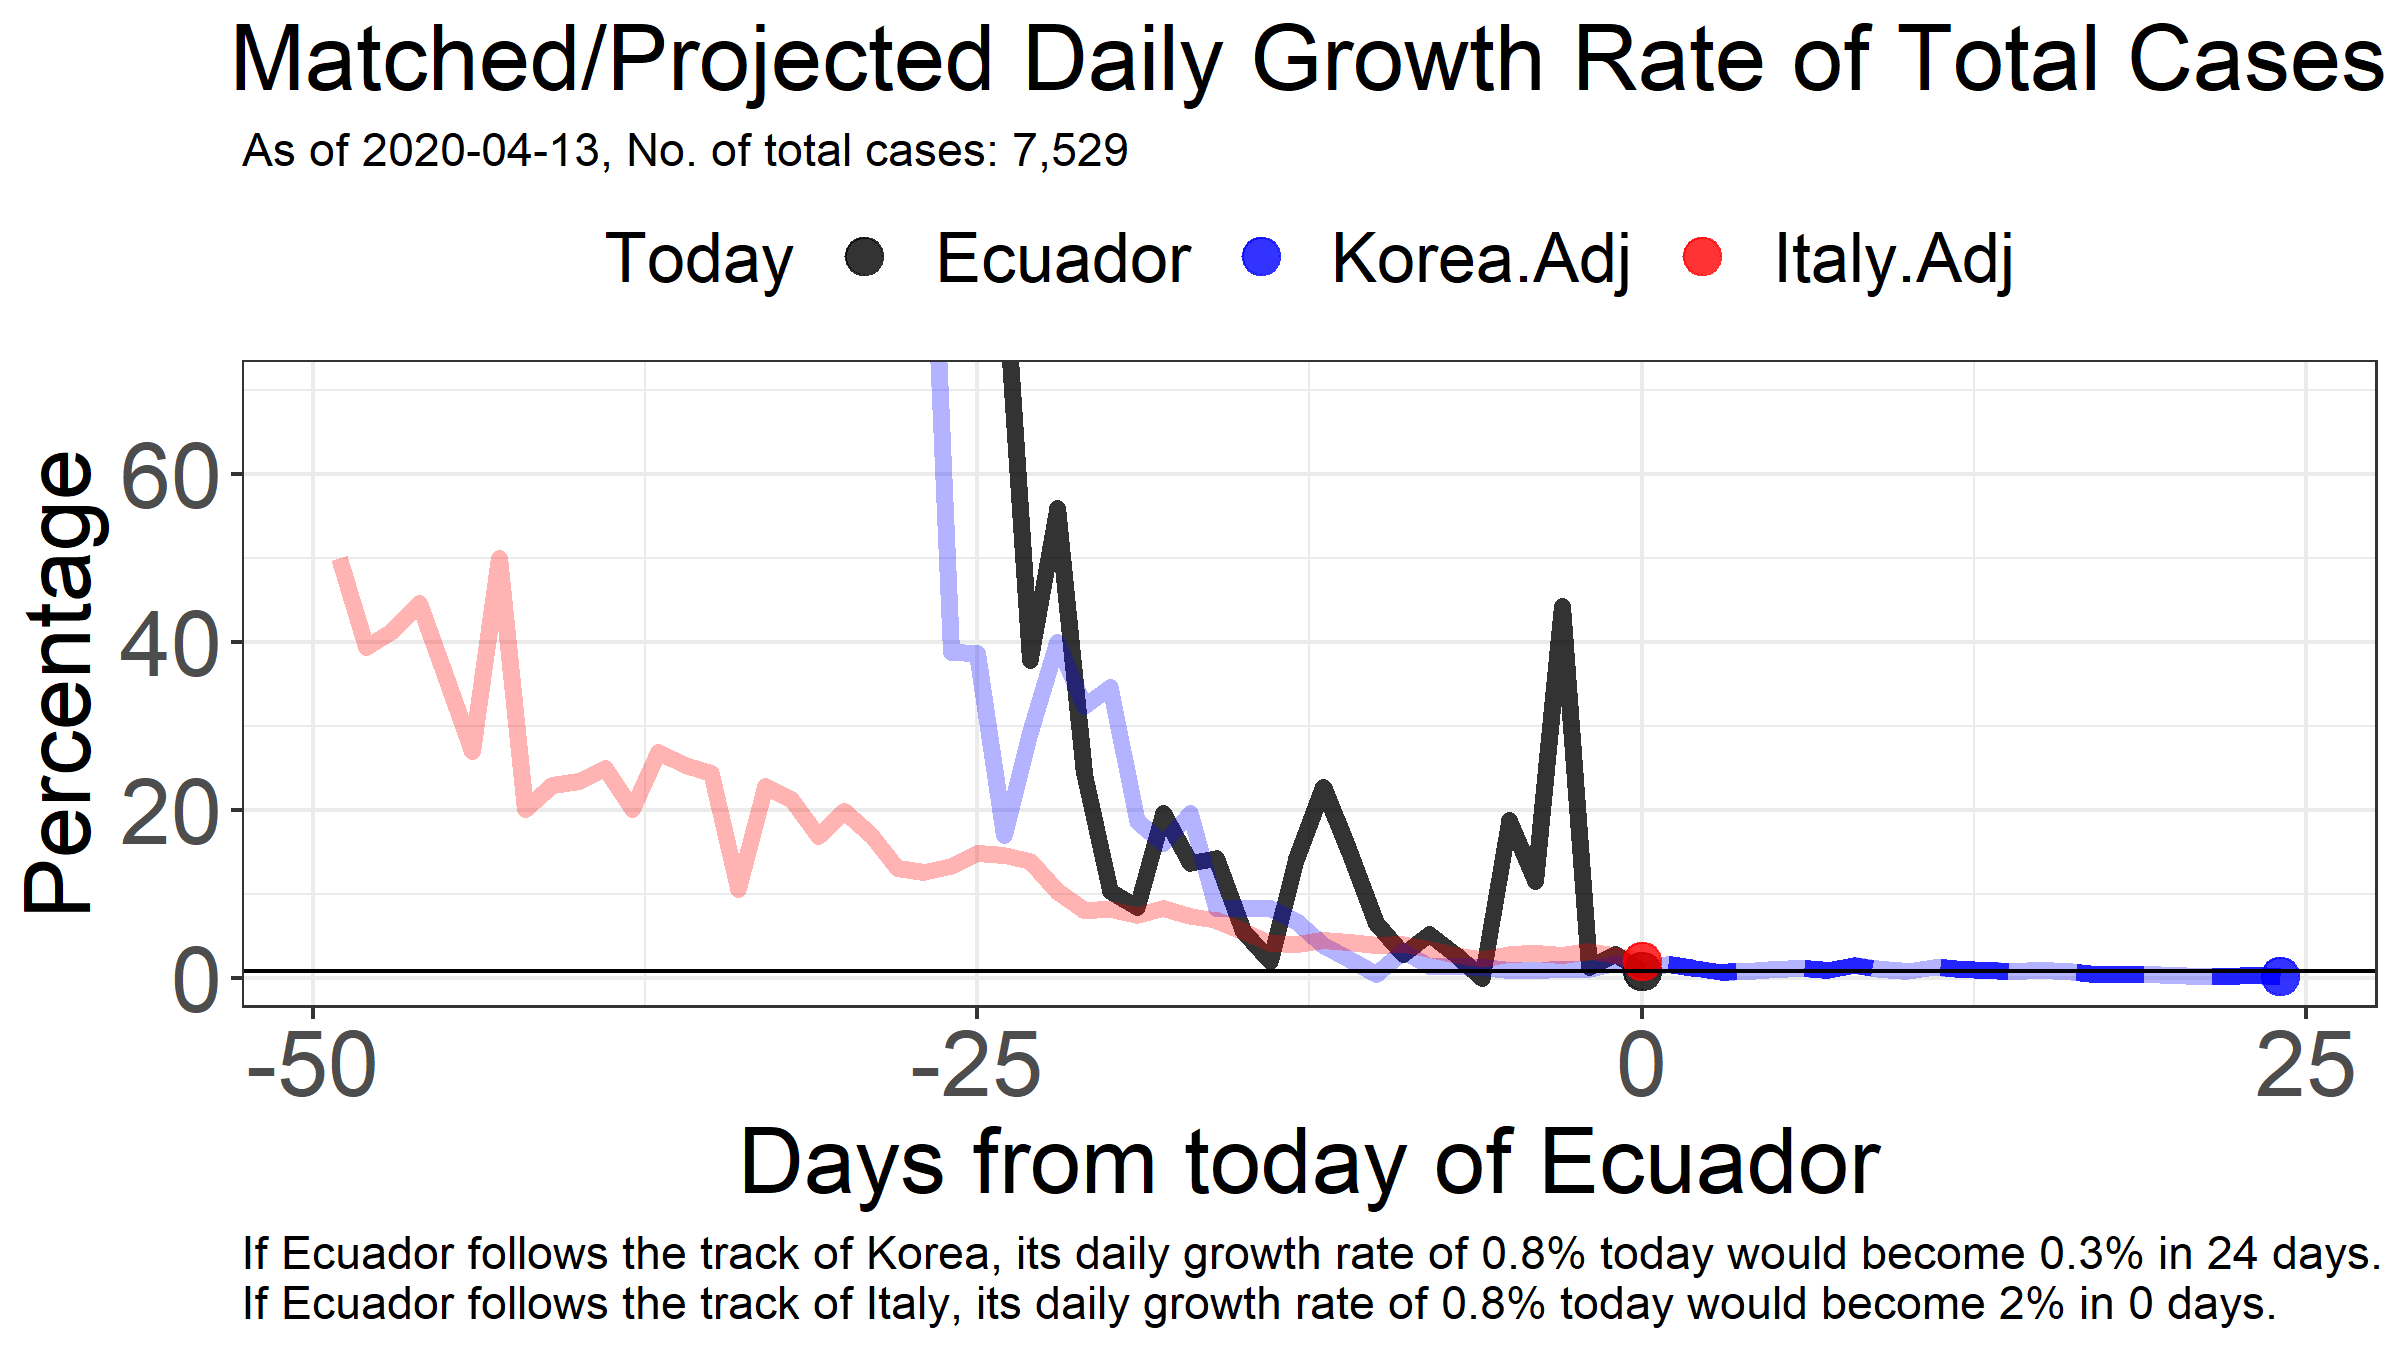 Matched/Projected Daily Growth Rate of Total Cases
As of 2020-04-13, No. of total cases: 7,529
Today Ecuador Korea.Adj Italy.Adj
Percentage
60
40
20
0
-50 -25 0 25
Days from today of Ecuador
If Ecuador follows the track of Korea, its daily growth rate of 0.8% today would become 0.3% in 24 days.
If Ecuador follows the track of Italy, its daily growth rate of 0.8% today would become 2% in 0 days.